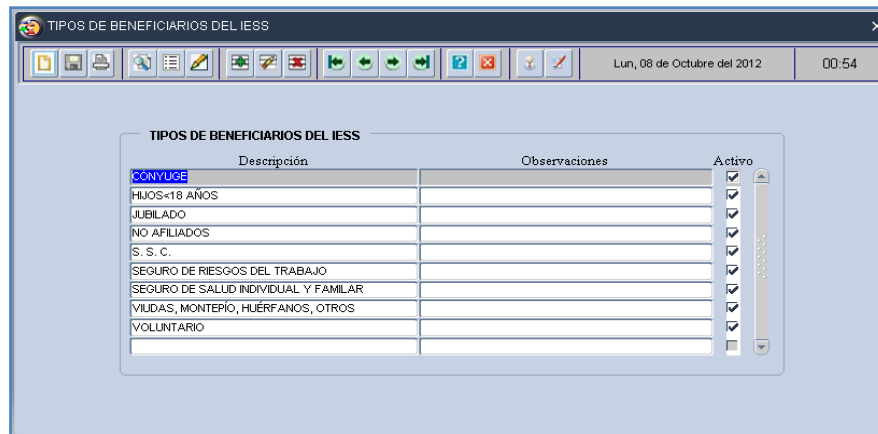 TIPOS DE BENEFICIARIOS DEL IESS
Lun, 08 de Octubre del 2012 00:54
TIPOS DE BENEFICIARIOS DEL IESS
Descripción Observaciones Activo
CÓNYUGE
HIJOS<18 AÑOS
JUBILADO
NO AFILIADOS
S. S. C.
SEGURO DE RIESGOS DEL TRABAJO
SEGURO DE SALUD INDIVIDUAL Y FAMILAR
VIUDAS, MONTEPÍO, HUÉRFANOS, OTROS
VOLUNTARIO